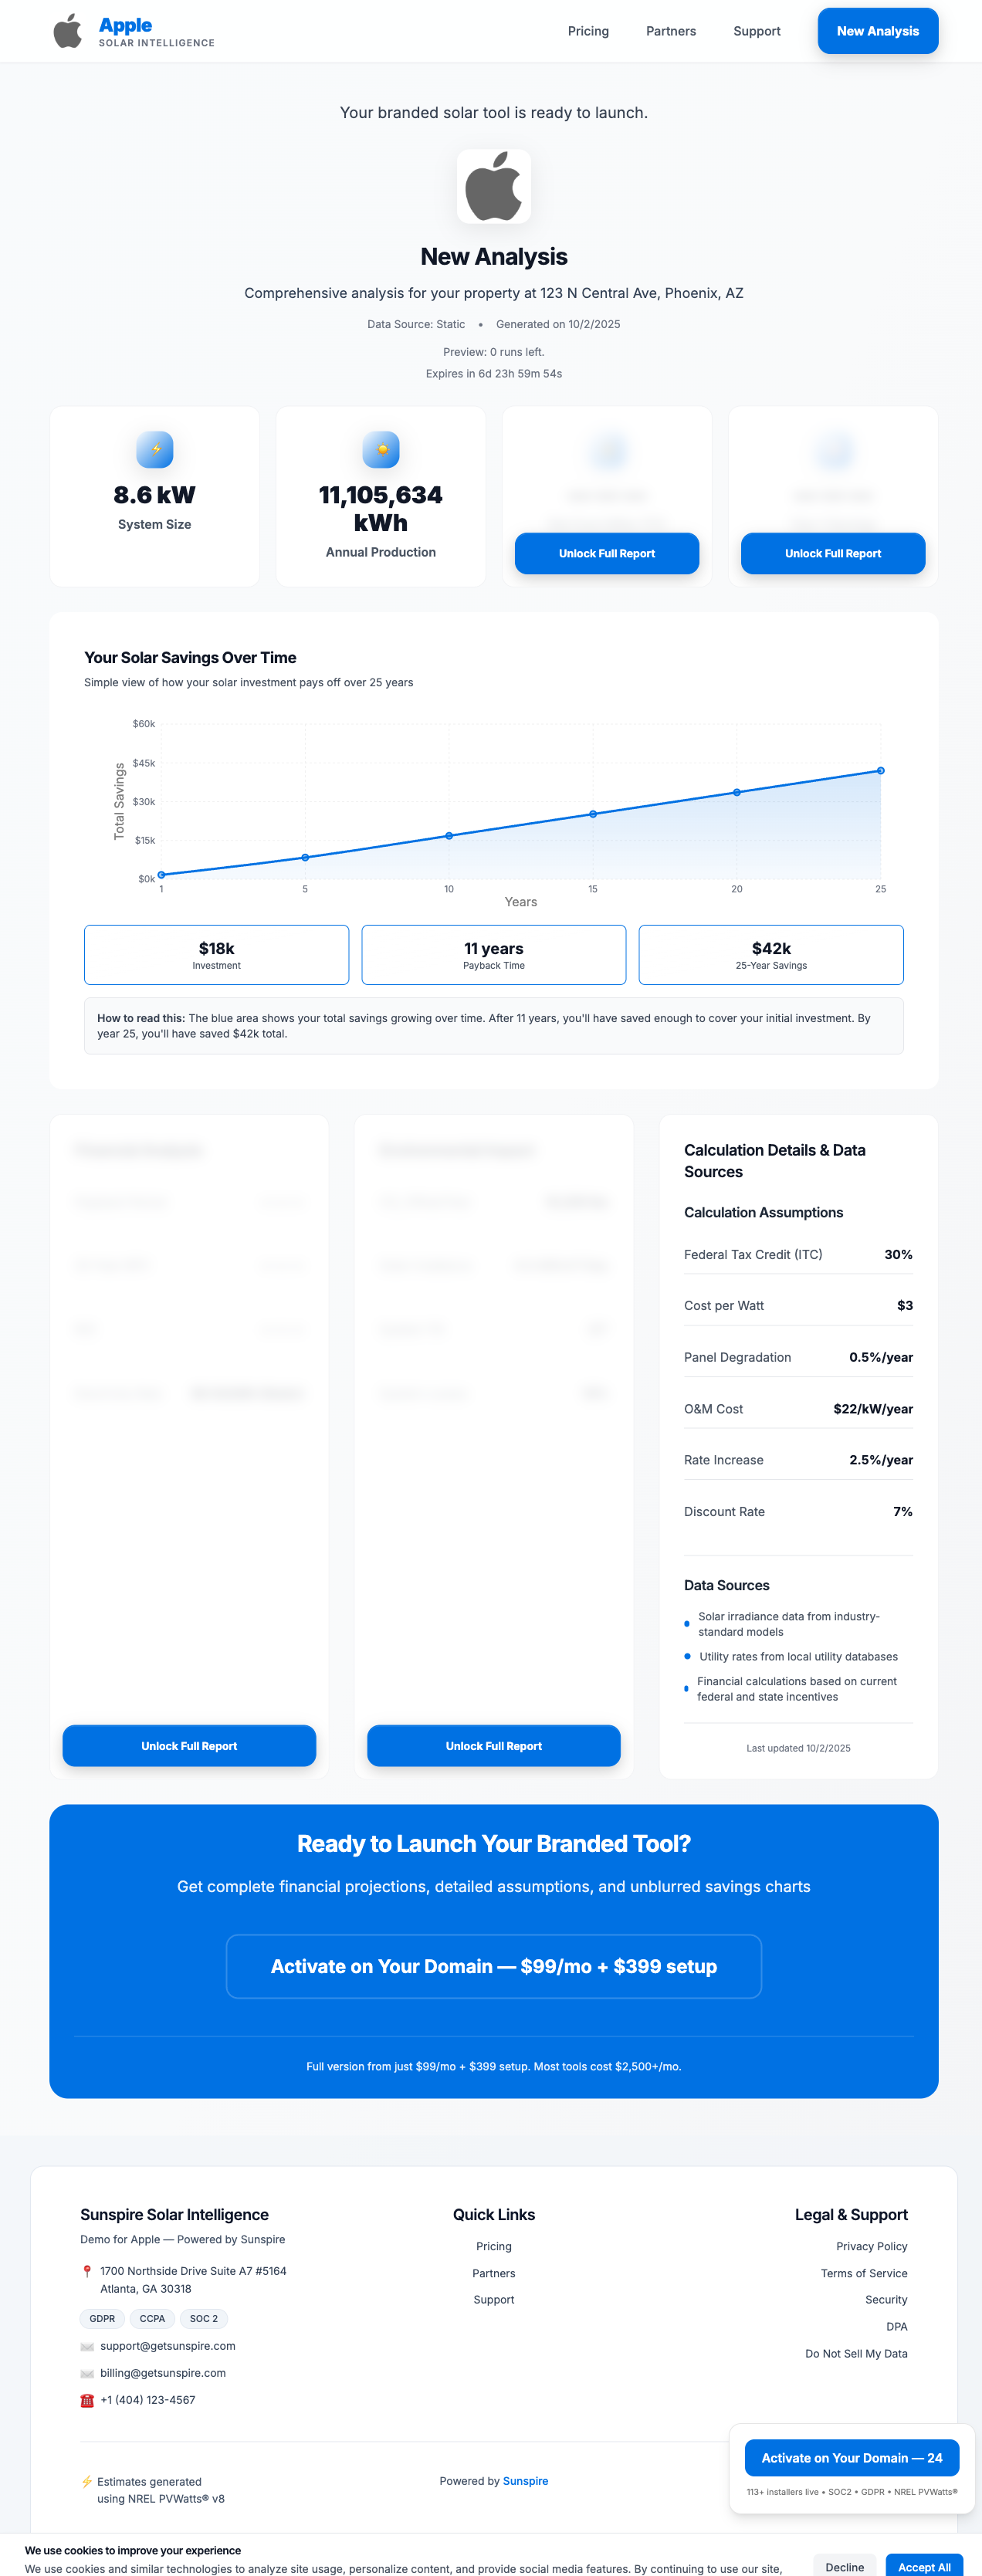 Apple
SOLAR INTELLIGENCE
Pricing
Partners
Support
New Analysis
Your branded solar tool is ready to launch.
New Analysis
Comprehensive analysis for your property at 123 N Central Ave, Phoenix, AZ
Data Source: Static • Generated on 10/2/2025
Preview: 0 runs left.
Expires in 6d 23h 59m 54s
8.6 kW
System Size
11,105,634
kWh
Annual Production
Unlock Full Report
Unlock Full Report
Your Solar Savings Over Time
Simple view of how your solar investment pays off over 25 years
$60k
$45k
$30k
$15k
$0k
Total Savings
1
5
10
15
20
25
Years
$18k
Investment
11 years
Payback Time
$42k
25-Year Savings
How to read this: The blue area shows your total savings growing over time. After 11 years, you'll have saved enough to cover your initial investment. By
year 25, you'll have saved $42k total.
Unlock Full Report
Unlock Full Report
Calculation Details & Data
Sources
Calculation Assumptions
Federal Tax Credit (ITC) 30%
Cost per Watt $3
Panel Degradation 0.5%/year
O&M Cost $22/kW/year
Rate Increase 2.5%/year
Discount Rate 7%
Data Sources
Solar irradiance data from industry-
standard models
Utility rates from local utility databases
Financial calculations based on current
federal and state incentives
Last updated 10/2/2025
Ready to Launch Your Branded Tool?
Get complete financial projections, detailed assumptions, and unblurred savings charts
Activate on Your Domain — $99/mo + $399 setup
Full version from just $99/mo + $399 setup. Most tools cost $2,500+/mo.
Sunspire Solar Intelligence
Demo for Apple — Powered by Sunspire
1700 Northside Drive Suite A7 #5164
Atlanta, GA 30318
GDPR
CCPA
SOC 2
support@getsunspire.com
billing@getsunspire.com
+1 (404) 123-4567
Quick Links
Pricing
Partners
Support
Legal & Support
Privacy Policy
Terms of Service
Security
DPA
Do Not Sell My Data
Estimates generated
using NREL PVWatts® v8
Powered by Sunspire
Activate on Your Domain — 24
113+ installers live • SOC2 • GDPR • NREL PVWatts®
We use cookies to improve your experience
We use cookies and similar technologies to analyze site usage, personalize content, and provide social media features. By continuing to use our site,
Decline
Accept All